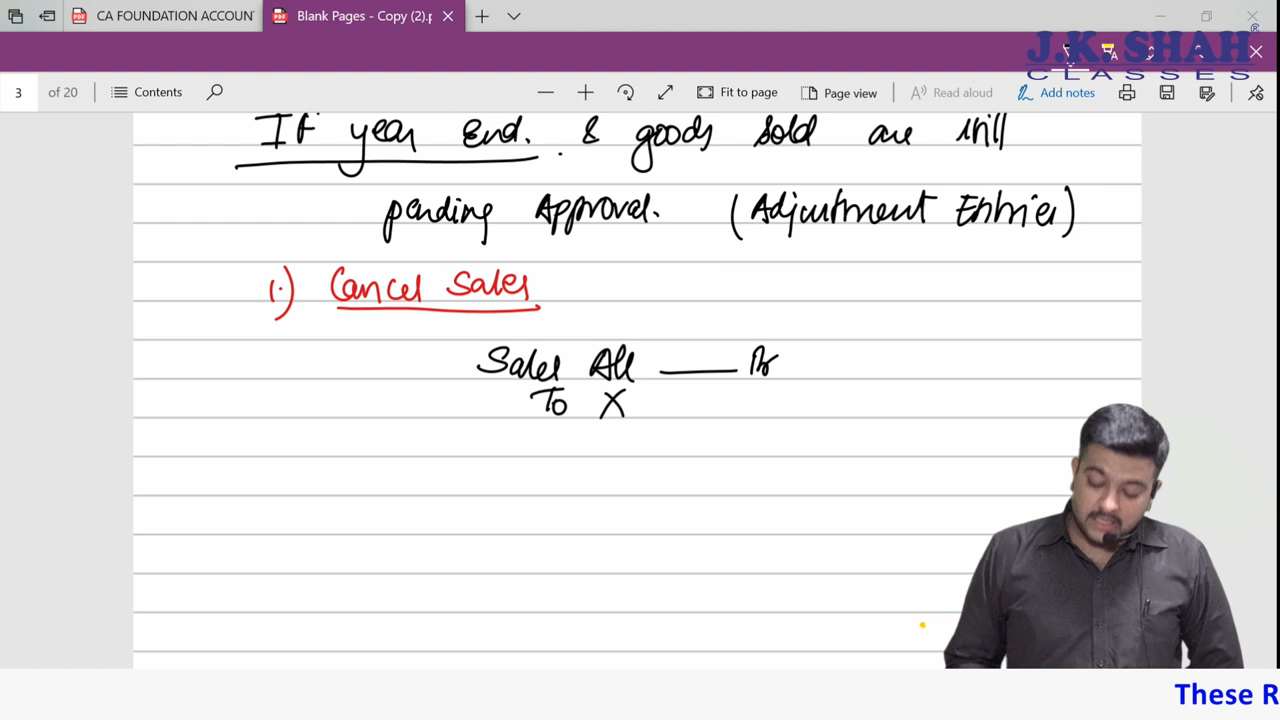 CA FOUNDATION ACCOUN
Blank Pages - Copy (2).p
J.K. SHAH®
CLASSES
3 of 20
Contents
Fit to page
Page view
Read aloud
Add notes
If year End. & goods sold are still
pending Approval. (Adjustment Entries)
1.) Cancel Sales
Sales A/c —— Dr
To X
These R